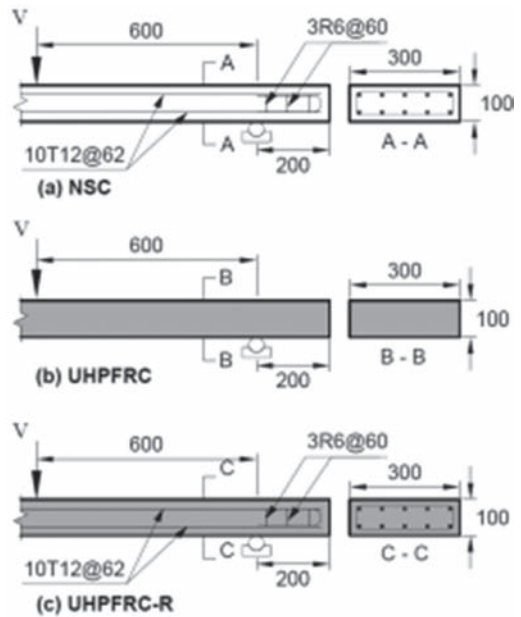 V
600
3R6@60
300
A
100
A
A - A
10T12@62
200
(a) NSC
V
600
300
B
100
B
B - B
200
(b) UHPFRC
V
600
3R6@60
300
C
100
C
C - C
10T12@62
200
(c) UHPFRC-R